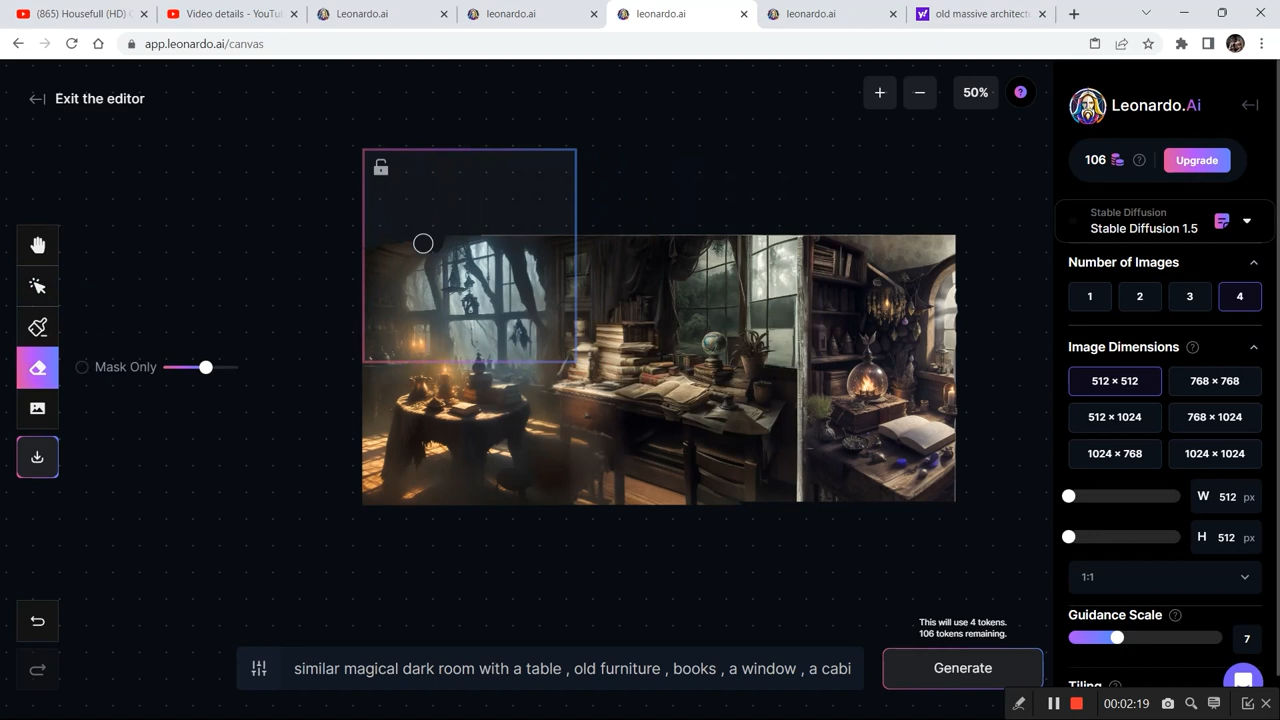 (865) Housefull (HD) (
Video details - YouTu
Leonardo.ai
leonardo.ai
leonardo.ai
leonardo.ai
old massive architect
app.leonardo.ai/canvas
Exit the editor
50%
Leonardo.Ai
106
Upgrade
Stable Diffusion
Stable Diffusion 1.5
Number of Images
1
2
3
4
Image Dimensions
512 × 512
768 × 768
512 × 1024
768 × 1024
1024 × 768
1024 × 1024
W 512 px
H 512 px
1:1
Guidance Scale
7
Tiling
Mask Only
This will use 4 tokens.
106 tokens remaining.
similar magical dark room with a table , old furniture , books , a window , a cabi
Generate
00:02:19